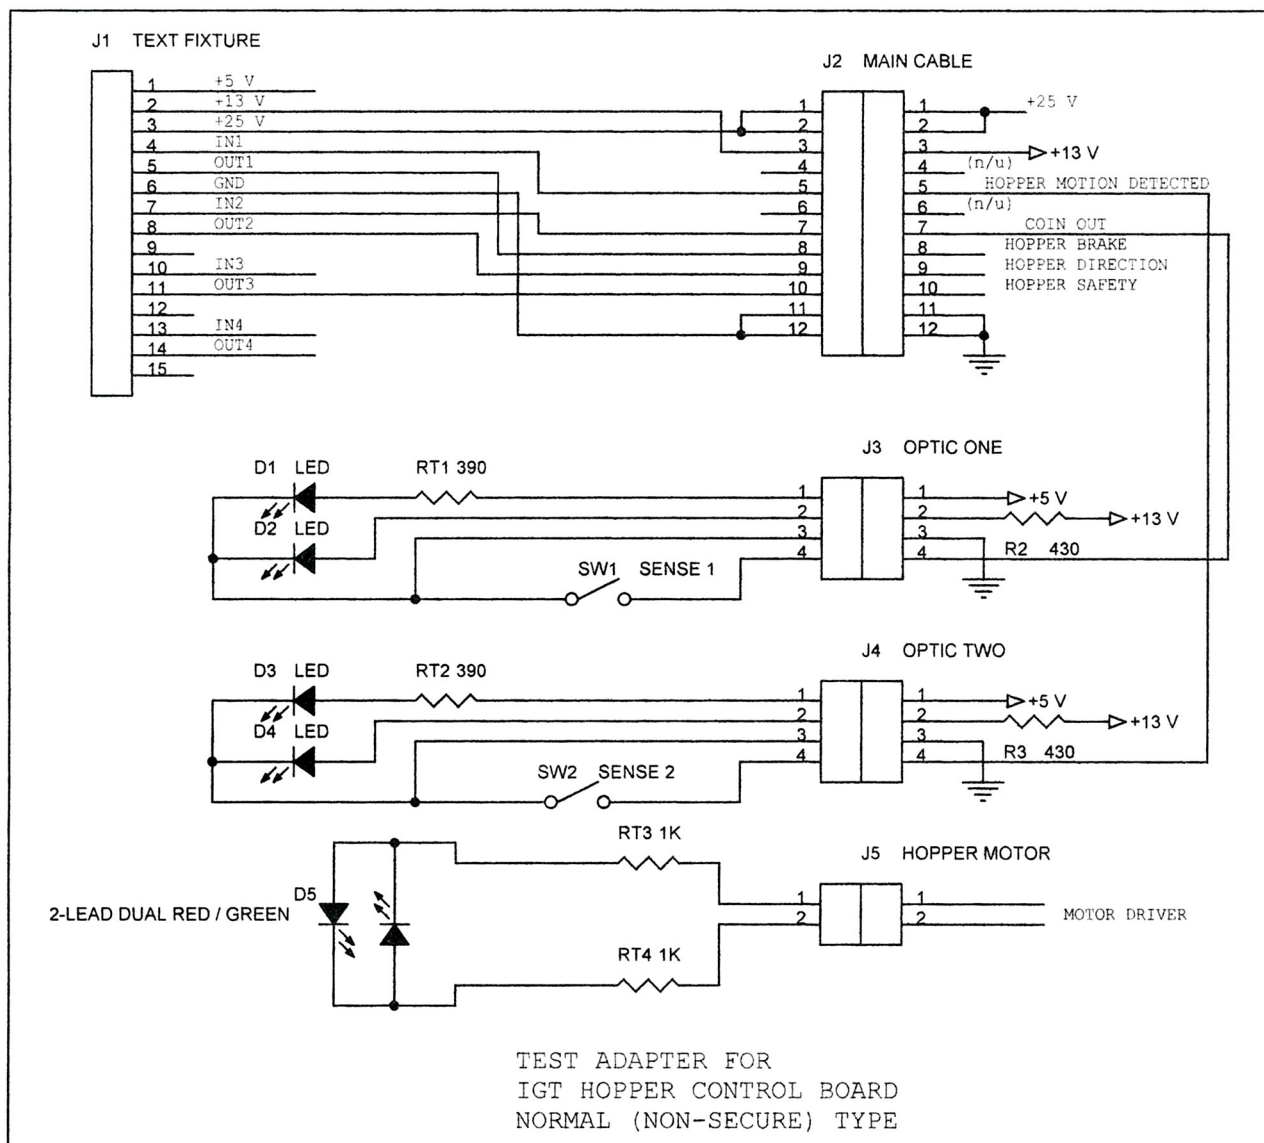 J1 TEXT FIXTURE
1 +5 V
2 +13 V
3 +25 V
4 IN1
5 OUT1
6 GND
7 IN2
8 OUT2
9
10 IN3
11 OUT3
12
13 IN4
14 OUT4
15
J2 MAIN CABLE
1 1 +25 V
2 2
3 3 +13 V
4 4 (n/u)
5 5 HOPPER MOTION DETECTED
6 6 (n/u)
7 7 COIN OUT
8 8 HOPPER BRAKE
9 9 HOPPER DIRECTION
10 10 HOPPER SAFETY
11 11
12 12
J3 OPTIC ONE
D1 LED RT1 390
1 1 +5 V
D2 LED
2 2 +13 V
3 3
4 4 R2 430
SW1 SENSE 1
J4 OPTIC TWO
D3 LED RT2 390
1 1 +5 V
D4 LED
2 2 +13 V
3 3
4 4 R3 430
SW2 SENSE 2
RT3 1K
J5 HOPPER MOTOR
D5
2-LEAD DUAL RED / GREEN
1 1
2 2
MOTOR DRIVER
RT4 1K
TEST ADAPTER FOR
IGT HOPPER CONTROL BOARD
NORMAL (NON-SECURE) TYPE